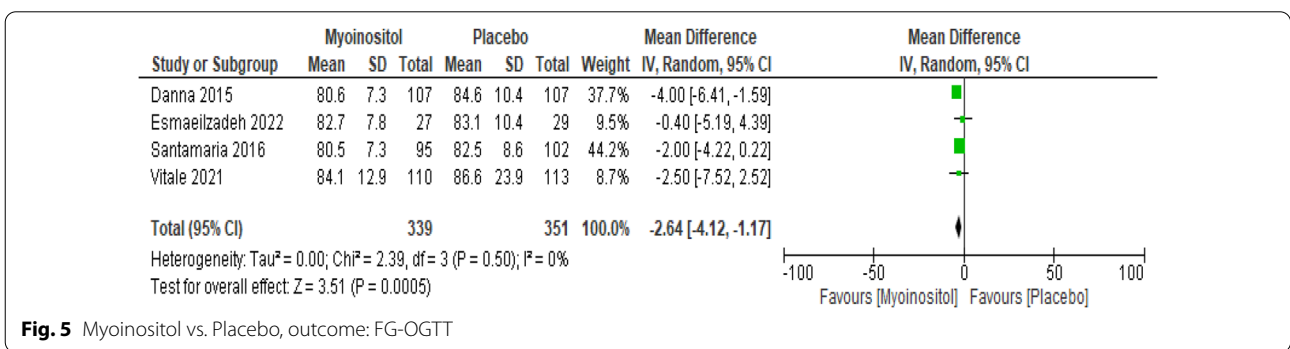 Myoinositol Placebo Mean Difference Mean Difference
Study or Subgroup Mean SD Total Mean SD Total Weight IV, Random, 95% CI IV, Random, 95% CI
Danna 2015 80.6 7.3 107 84.6 10.4 107 37.7% -4.00 [-6.41, -1.59]
Esmaeilzadeh 2022 82.7 7.8 27 83.1 10.4 29 9.5% -0.40 [-5.19, 4.39]
Santamaria 2016 80.5 7.3 95 82.5 8.6 102 44.2% -2.00 [-4.22, 0.22]
Vitale 2021 84.1 12.9 110 86.6 23.9 113 8.7% -2.50 [-7.52, 2.52]
Total (95% CI) 339 351 100.0% -2.64 [-4.12, -1.17]
Heterogeneity: Tau² = 0.00; Chi² = 2.39, df = 3 (P = 0.50); I² = 0%
Test for overall effect: Z = 3.51 (P = 0.0005)
-100 -50 0 50 100
Favours [Myoinositol] Favours [Placebo]
Fig. 5 Myoinositol vs. Placebo, outcome: FG-OGTT